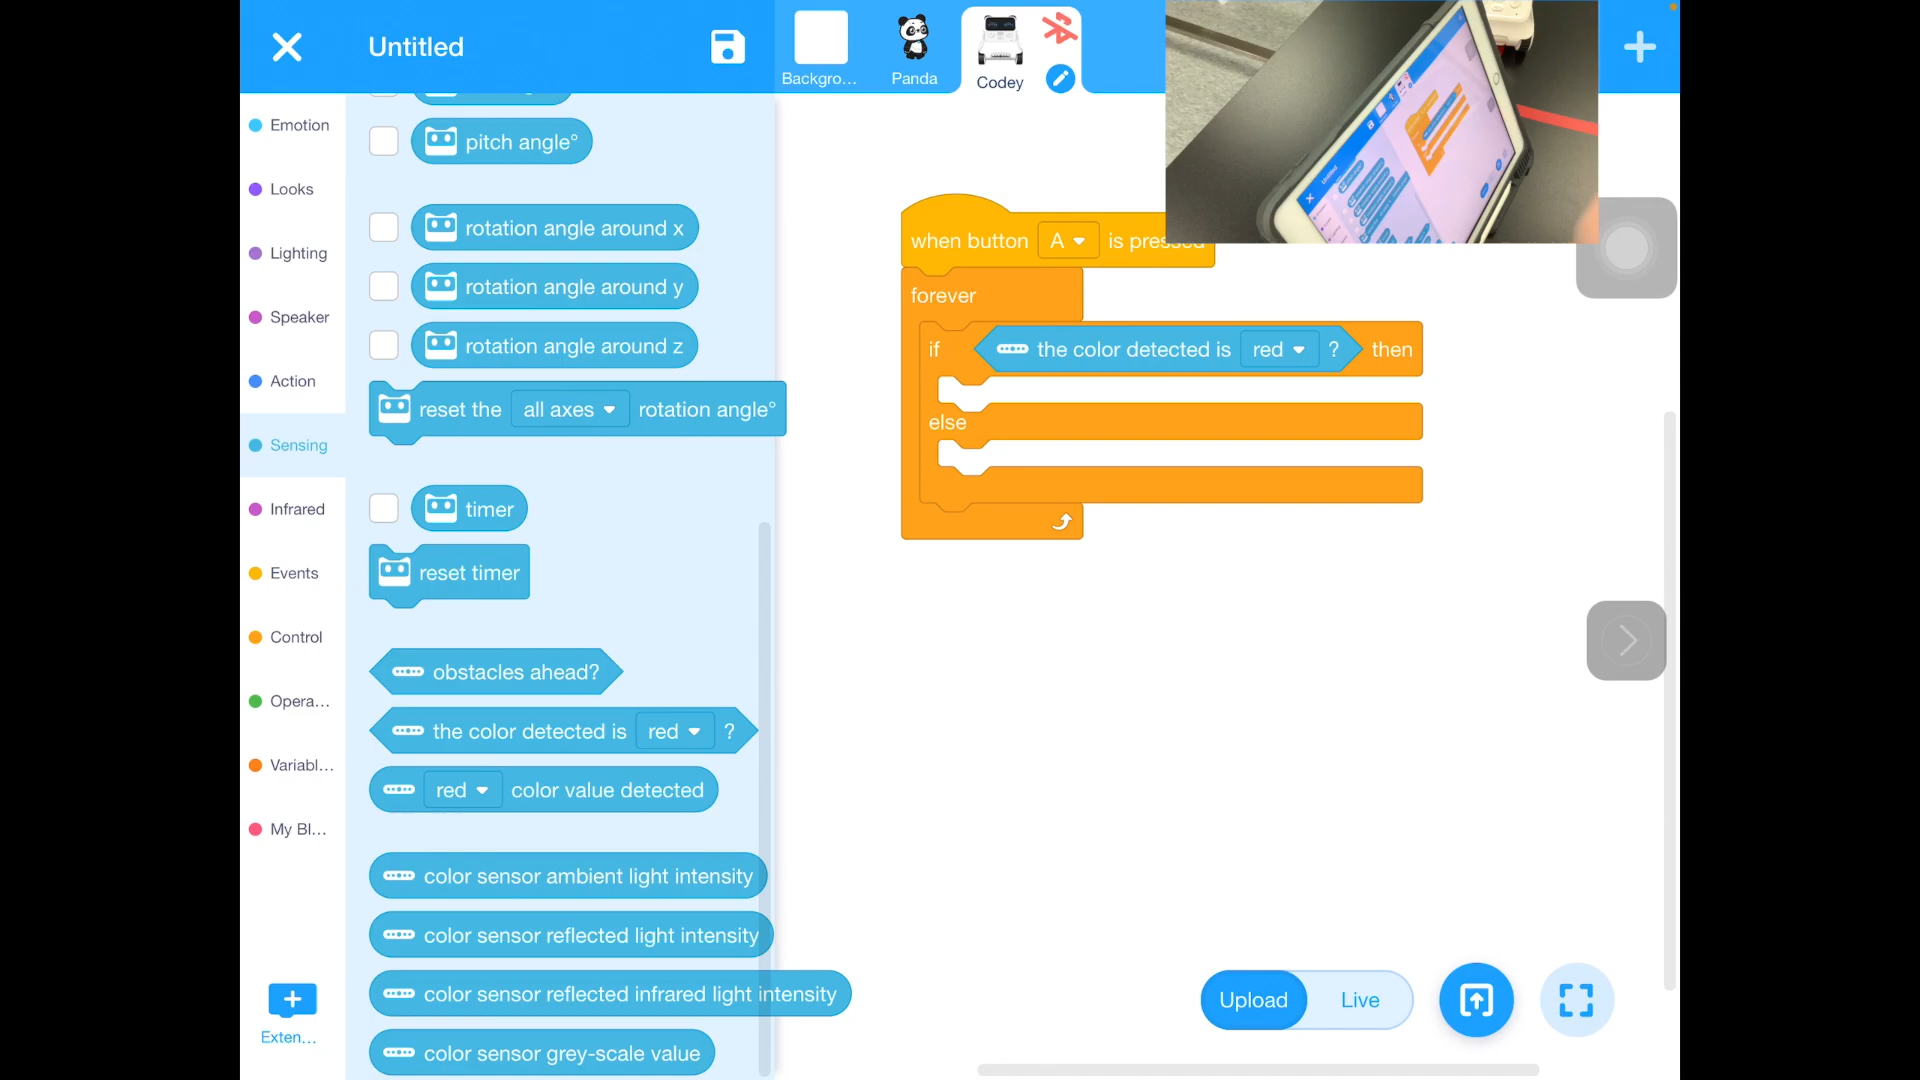 Untitled
Backgro...
Panda
Codey
Emotion
Looks
Lighting
Speaker
Action
Sensing
Infrared
Events
Control
Opera...
Variabl...
My Bl...
Exten...
pitch angle°
rotation angle around x
rotation angle around y
rotation angle around z
reset the all axes rotation angle°
timer
reset timer
obstacles ahead?
the color detected is red ?
red color value detected
color sensor ambient light intensity
color sensor reflected light intensity
color sensor reflected infrared light intensity
color sensor grey-scale value
when button A is pressed
forever
if the color detected is red ? then
else
Upload
Live